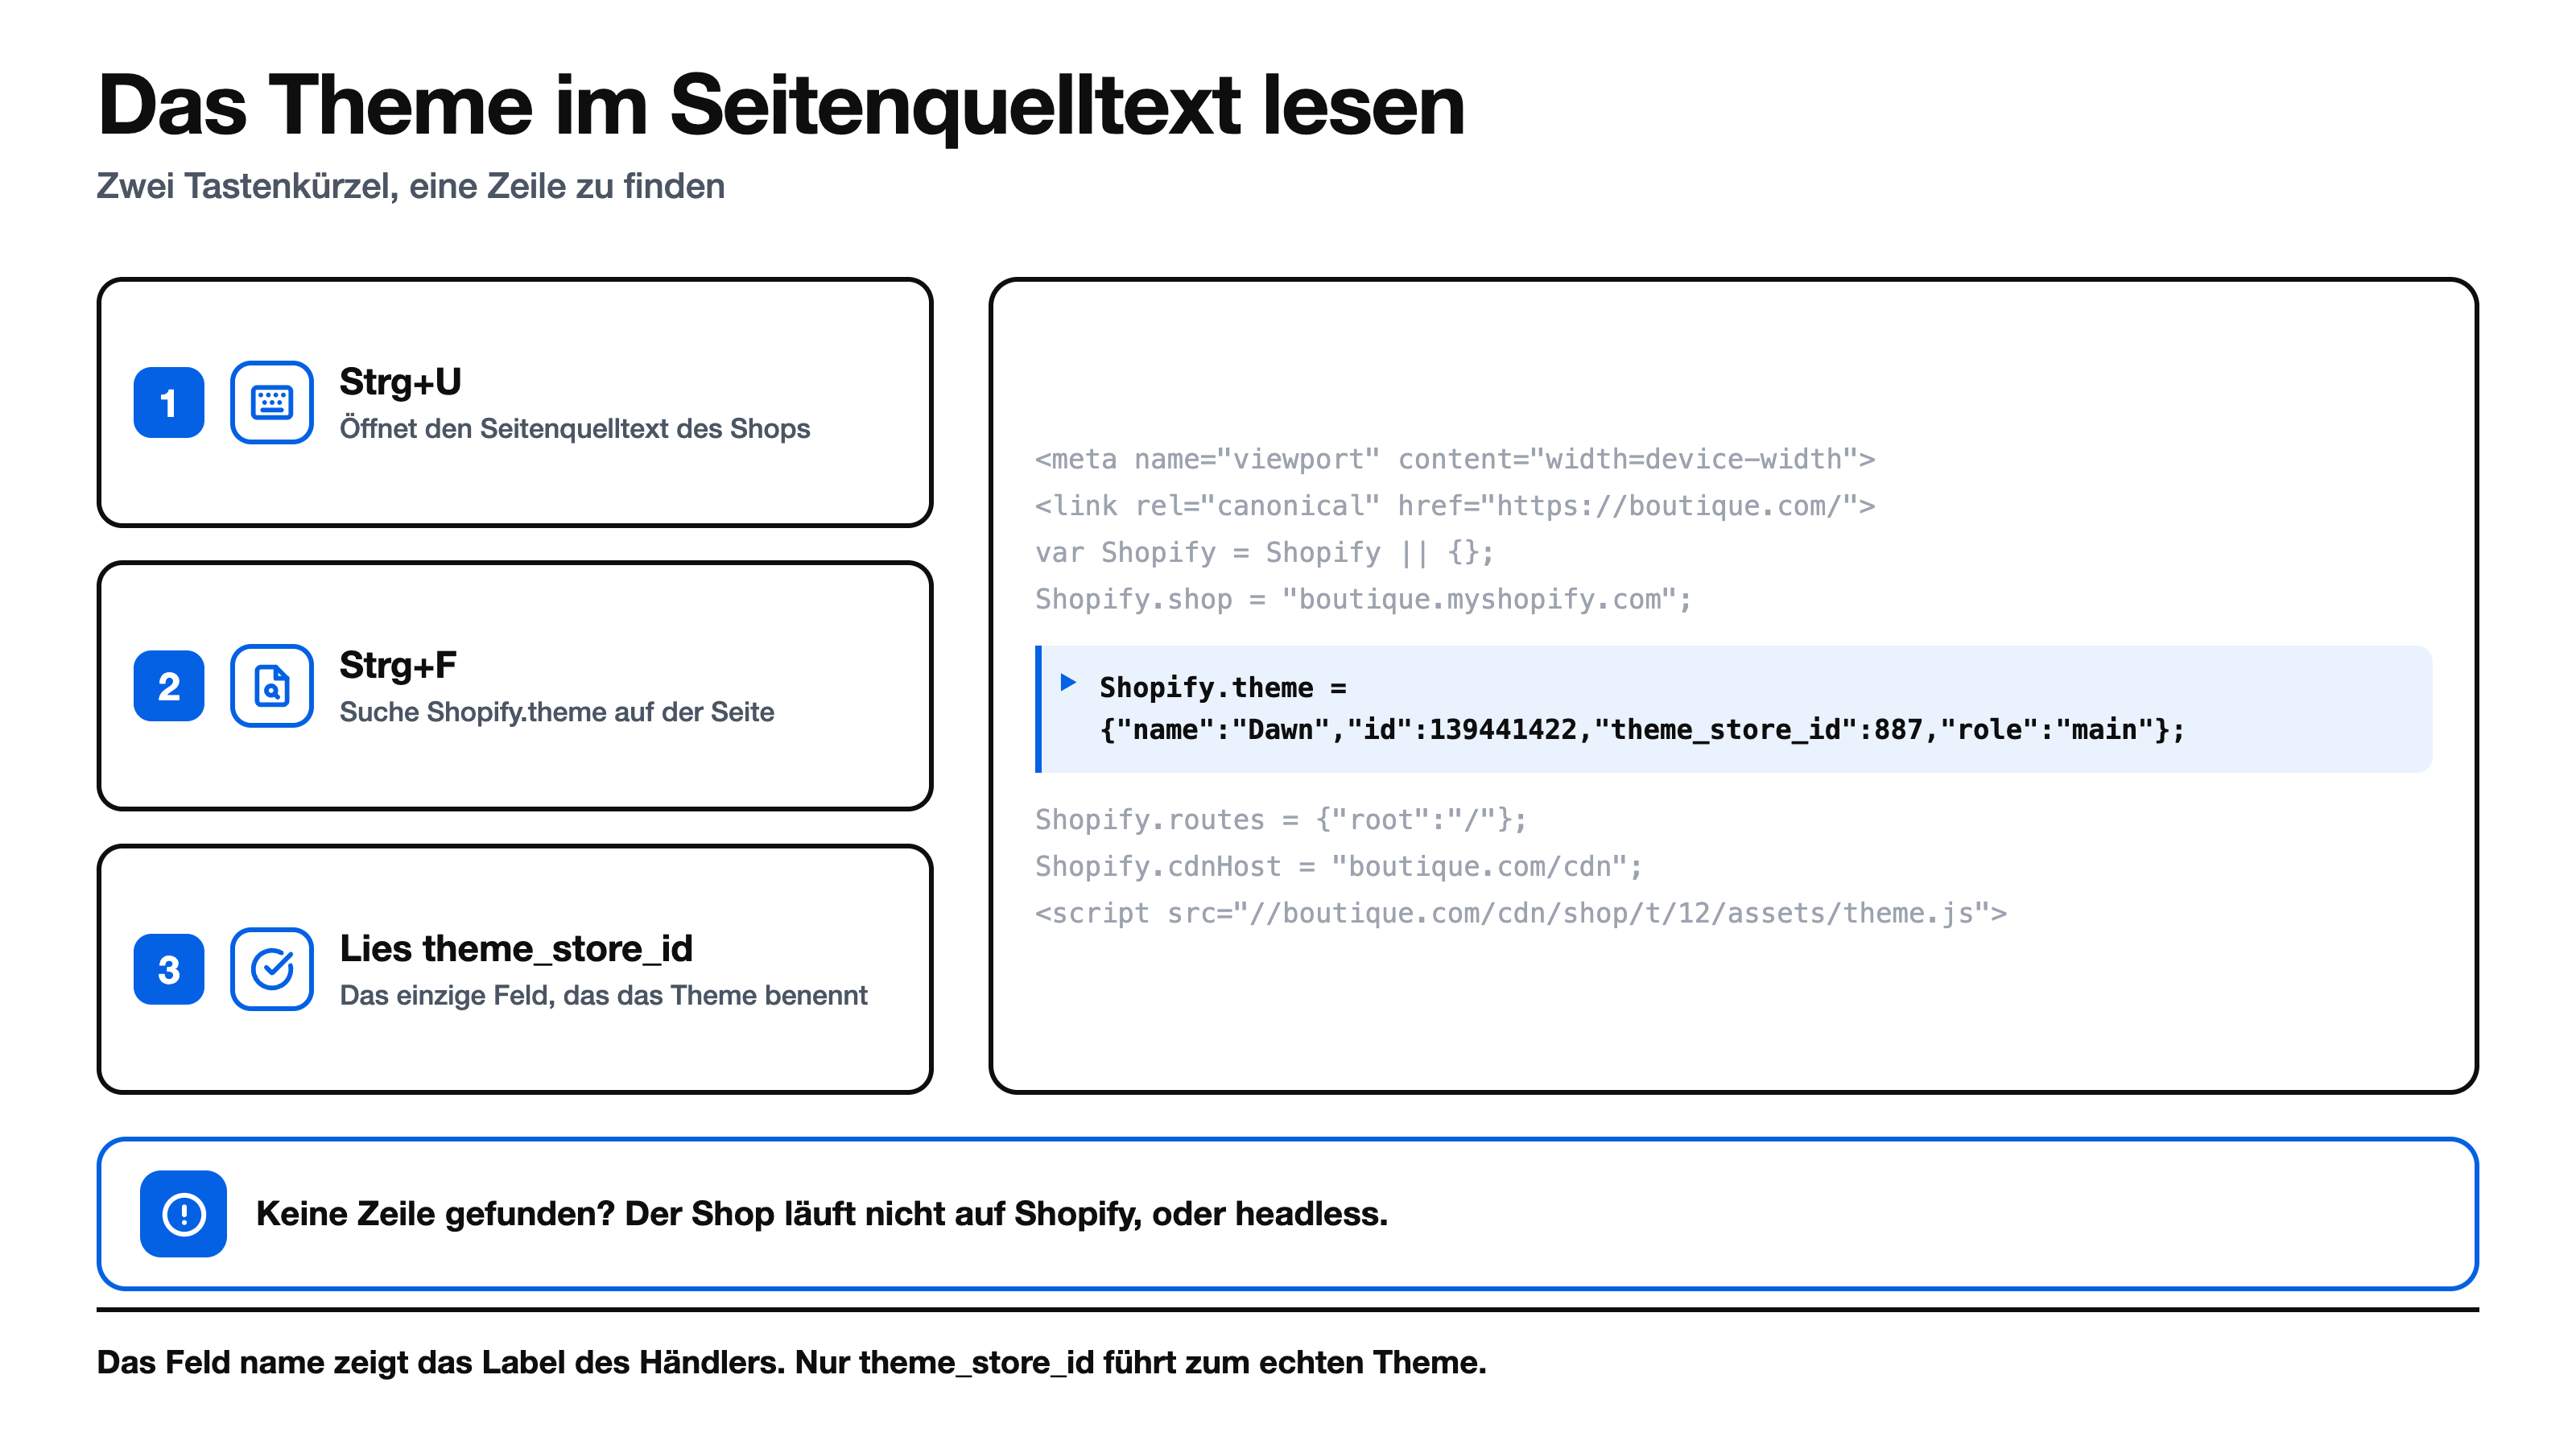 Das Theme im Seitenquelltext lesen
Zwei Tastenkürzel, eine Zeile zu finden
1
Strg+U
Öffnet den Seitenquelltext des Shops
2
Strg+F
Suche Shopify.theme auf der Seite
3
Lies theme_store_id
Das einzige Feld, das das Theme benennt
<meta name="viewport" content="width=device-width">
<link rel="canonical" href="https://boutique.com/">
var Shopify = Shopify || {};
Shopify.shop = "boutique.myshopify.com";
Shopify.theme =
{"name":"Dawn","id":139441422,"theme_store_id":887,"role":"main"};
Shopify.routes = {"root":"/"};
Shopify.cdnHost = "boutique.com/cdn";
<script src="//boutique.com/cdn/shop/t/12/assets/theme.js">
Keine Zeile gefunden? Der Shop läuft nicht auf Shopify, oder headless.
Das Feld name zeigt das Label des Händlers. Nur theme_store_id führt zum echten Theme.